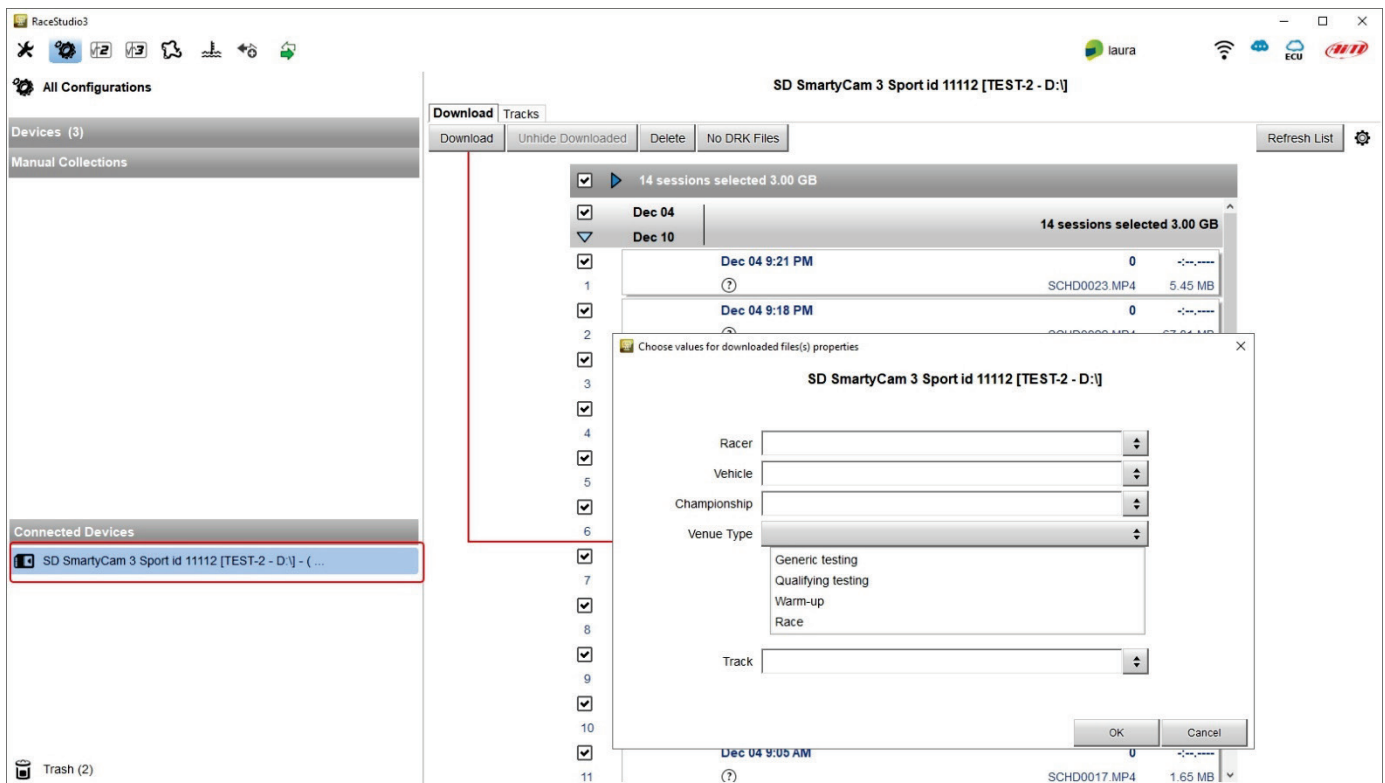 RaceStudio3
laura
ECU
AiM
All Configurations
SD SmartyCam 3 Sport id 11112 [TEST-2 - D:\]
Download Tracks
Devices (3)
Download Unhide Downloaded Delete No DRK Files Refresh List
Manual Collections
14 sessions selected 3.00 GB
Dec 04
14 sessions selected 3.00 GB
Dec 10
Dec 04 9:21 PM 0 -:--.----
1 ? SCHD0023.MP4 5.45 MB
Dec 04 9:18 PM 0 -:--.----
2
3
4
5
6
7
8
9
10
Choose values for downloaded files(s) properties
SD SmartyCam 3 Sport id 11112 [TEST-2 - D:\]
Racer
Vehicle
Championship
Venue Type
Generic testing
Qualifying testing
Warm-up
Race
Track
OK Cancel
Connected Devices
SD SmartyCam 3 Sport id 11112 [TEST-2 - D:\] - ( ...
Dec 04 9:05 AM 0 -:--.----
11 ? SCHD0017.MP4 1.65 MB
Trash (2)